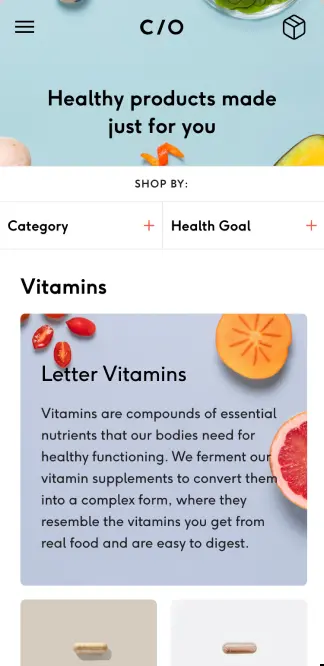 C/O
Healthy products made
just for you
SHOP BY:
Category +
Health Goal +
Vitamins
Letter Vitamins
Vitamins are compounds of essential
nutrients that our bodies need for
healthy functioning. We ferment our
vitamin supplements to convert them
into a complex form, where they
resemble the vitamins you get from
real food and are easy to digest.